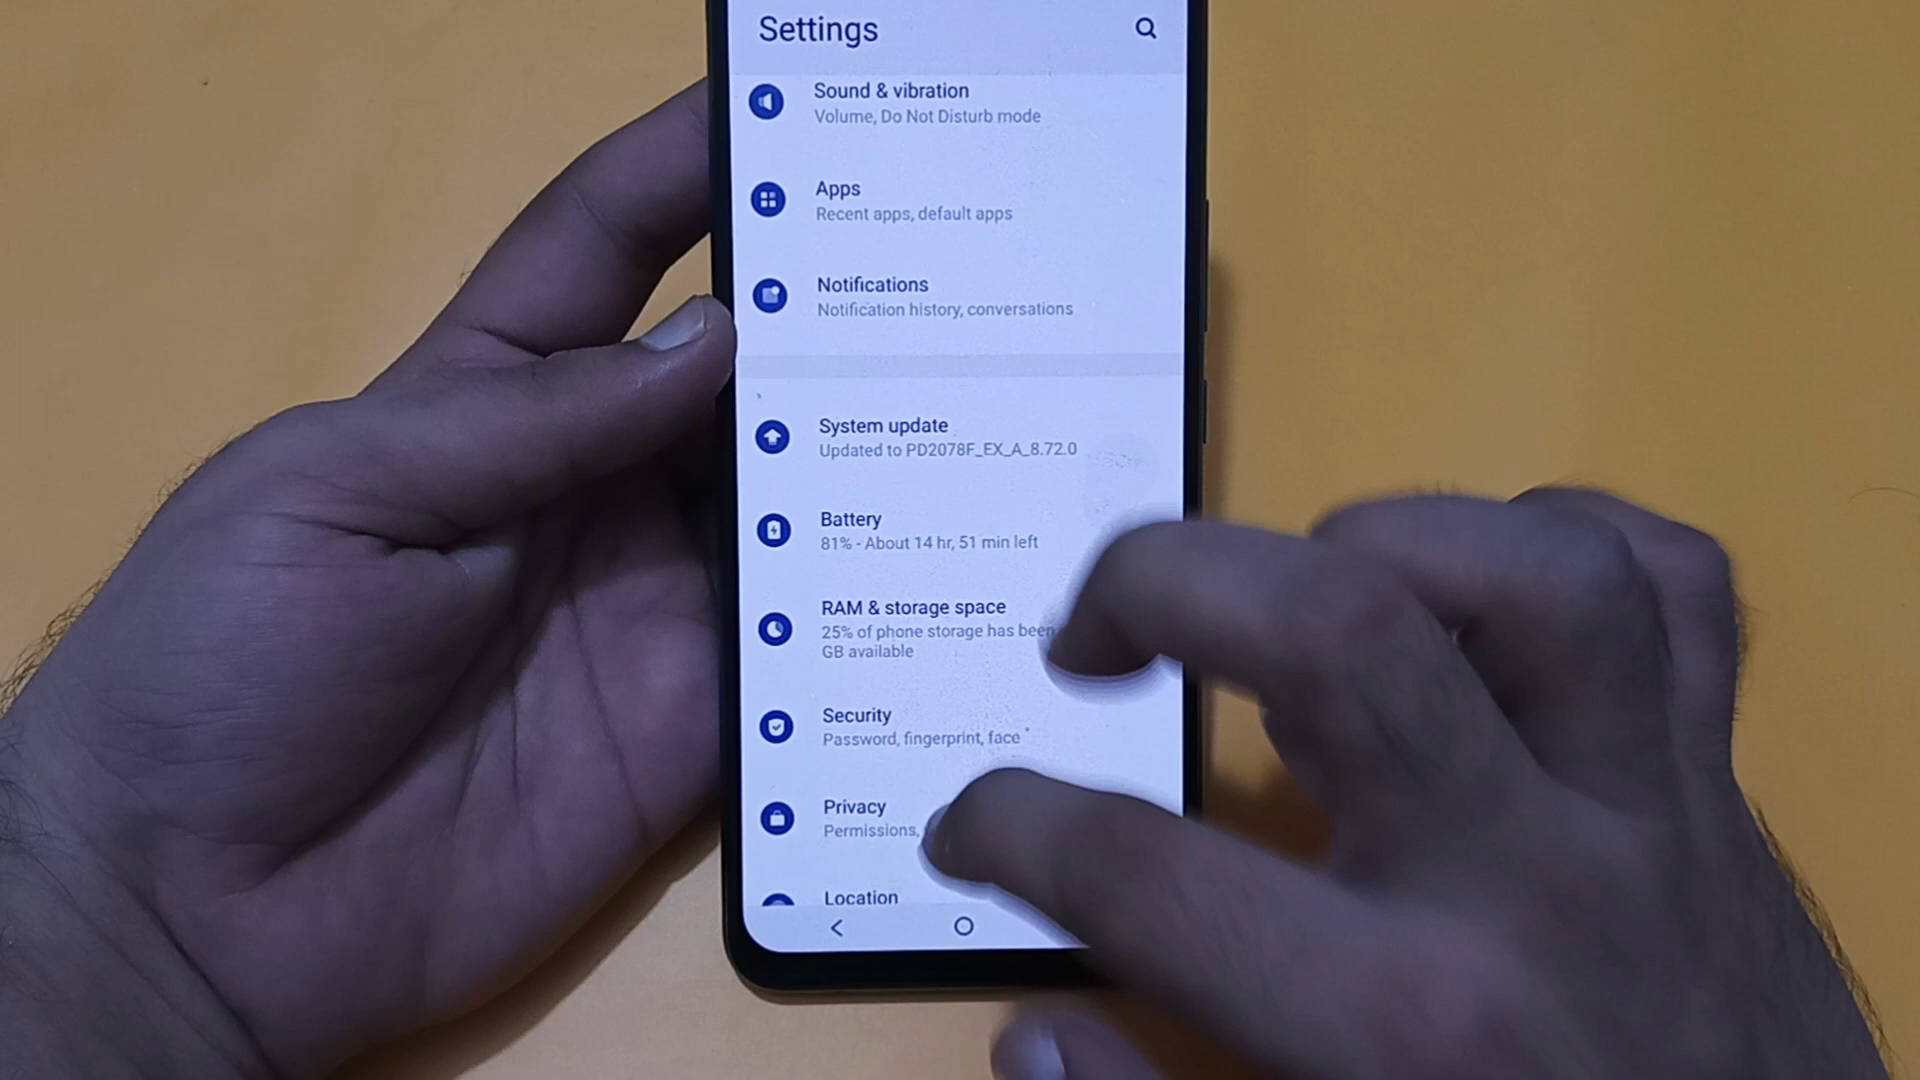 Settings
Sound & vibration
Volume, Do Not Disturb mode
Apps
Recent apps, default apps
Notifications
Notification history, conversations
System update
Updated to PD2078F_EX_A_8.72.0
Battery
81% - About 14 hr, 51 min left
RAM & storage space
25% of phone storage has been
GB available
Security
Password, fingerprint, face
Privacy
Permissions,
Location